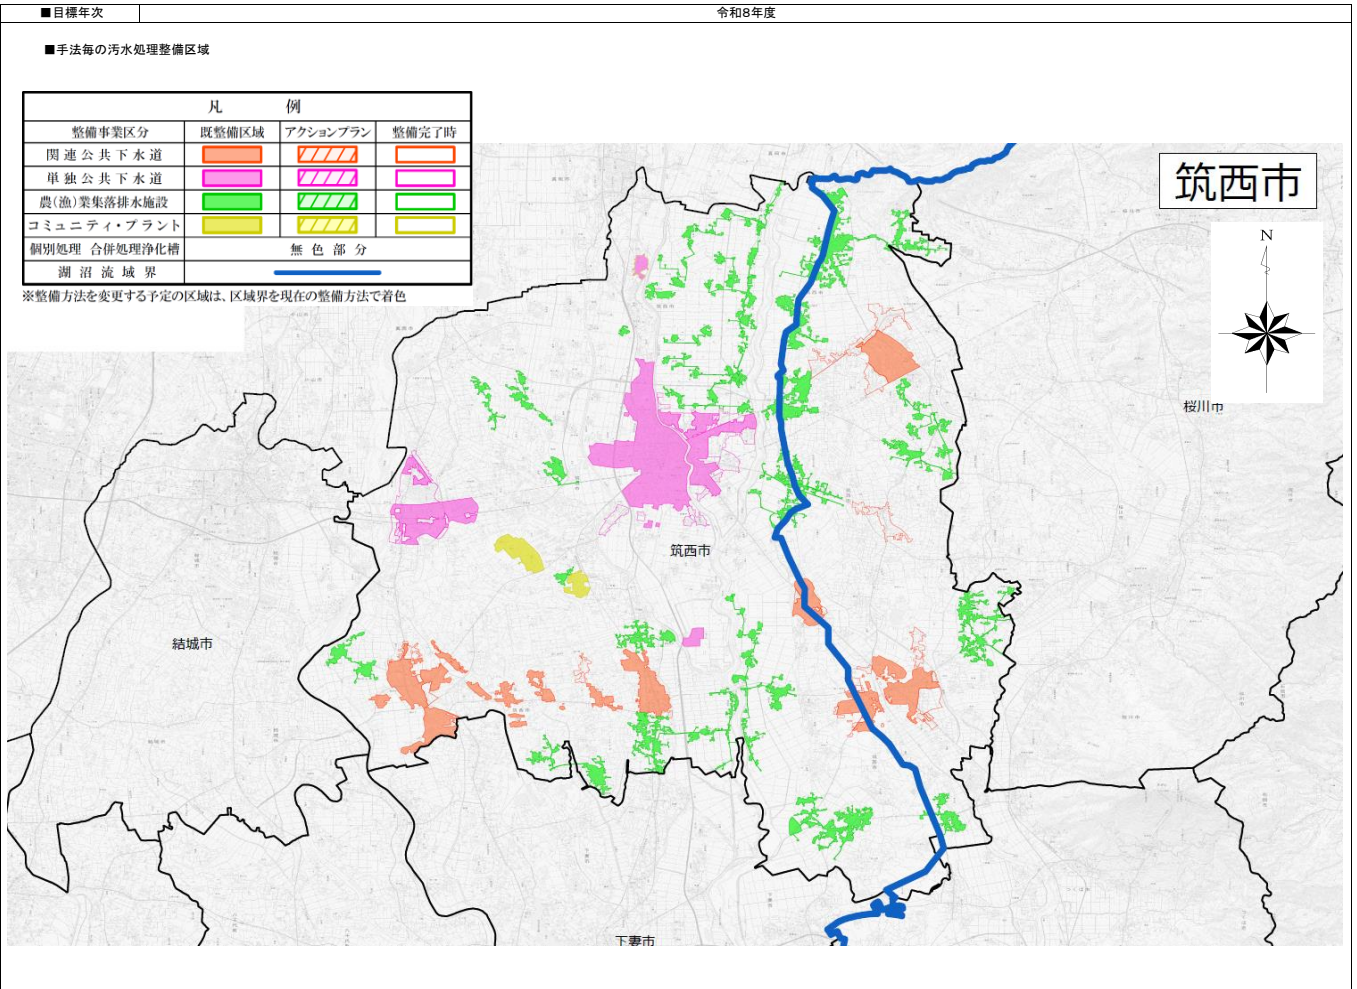 ■目標年次
令和8年度
■手法毎の汚水処理整備区域
凡 例
整備事業区分 既整備区域 アクションプラン 整備完了時
関連公共下水道
単独公共下水道
農(漁)業集落排水施設
コミュニティ・プラント
個別処理 合併処理浄化槽 無色部分
湖沼流域界
※整備方法を変更する予定の区域は、区域界を現在の整備方法で着色
筑西市
N
桜川市
筑西市
結城市
下妻市